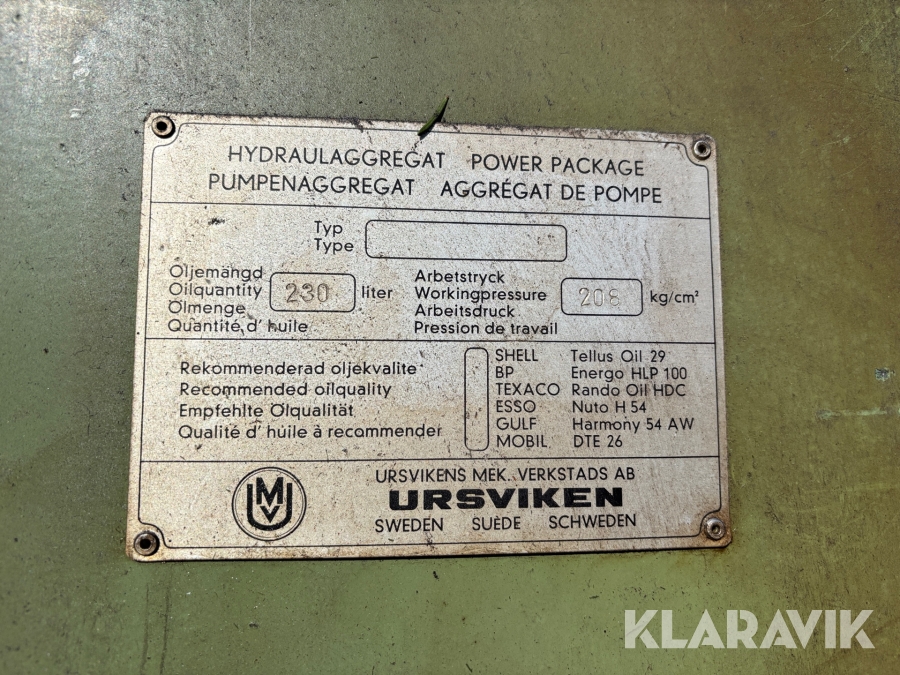 HYDRAULAGGREGAT POWER PACKAGE
PUMPENAGGREGAT AGGRÉGAT DE POMPE
Typ
Type
Oljemängd
Oilquantity 230 liter
Ölmenge
Quantité d' huile
Arbetstryck
Workingpressure 208 kg/cm²
Arbeitsdruck
Pression de travail
Rekommenderad oljekvalite
Recommended oilquality
Empfehlte Ölqualität
Qualité d' huile à recommender
SHELL Tellus Oil 29
BP Energo HLP 100
TEXACO Rando Oil HDC
ESSO Nuto H 54
GULF Harmony 54 AW
MOBIL DTE 26
UMV
URSVIKENS MEK. VERKSTADS AB
URSVIKEN
SWEDEN SUÈDE SCHWEDEN
KLARAVIK